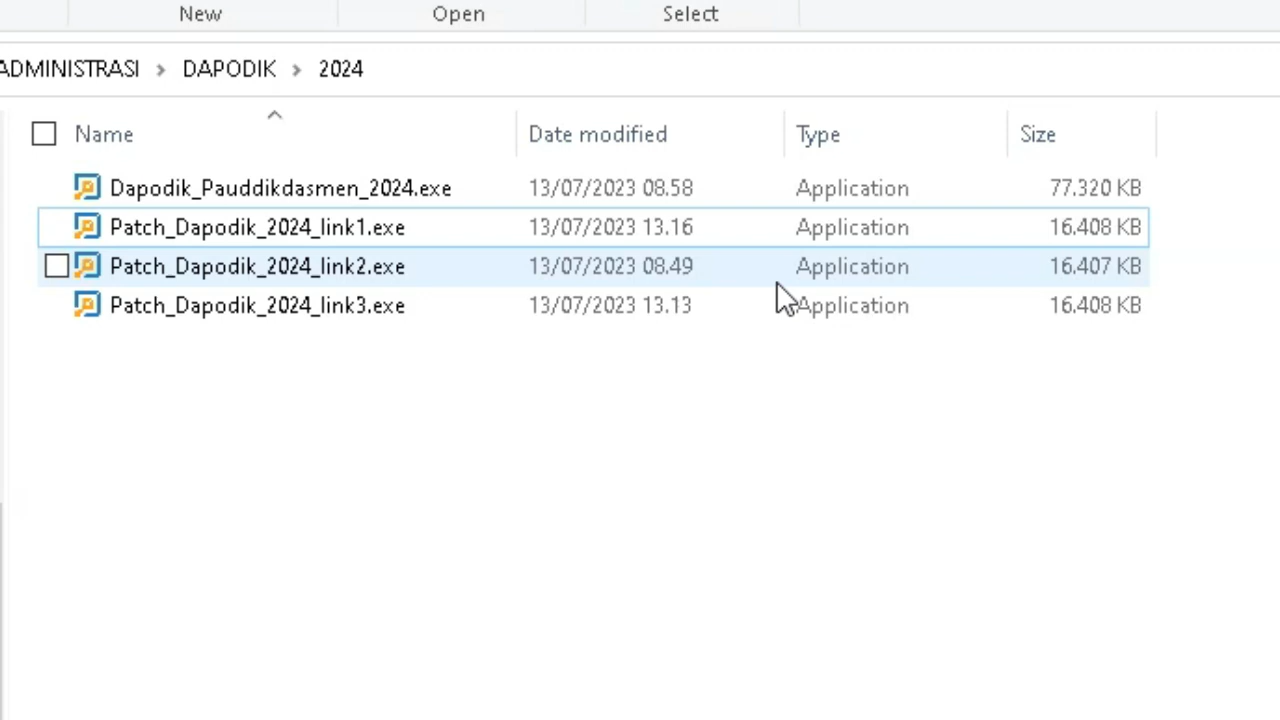 New Open Select
ADMINISTRASI > DAPODIK > 2024
Name Date modified Type Size
Dapodik_Pauddikdasmen_2024.exe 13/07/2023 08.58 Application 77.320 KB
Patch_Dapodik_2024_link1.exe 13/07/2023 13.16 Application 16.408 KB
Patch_Dapodik_2024_link2.exe 13/07/2023 08.49 Application 16.407 KB
Patch_Dapodik_2024_link3.exe 13/07/2023 13.13 Application 16.408 KB